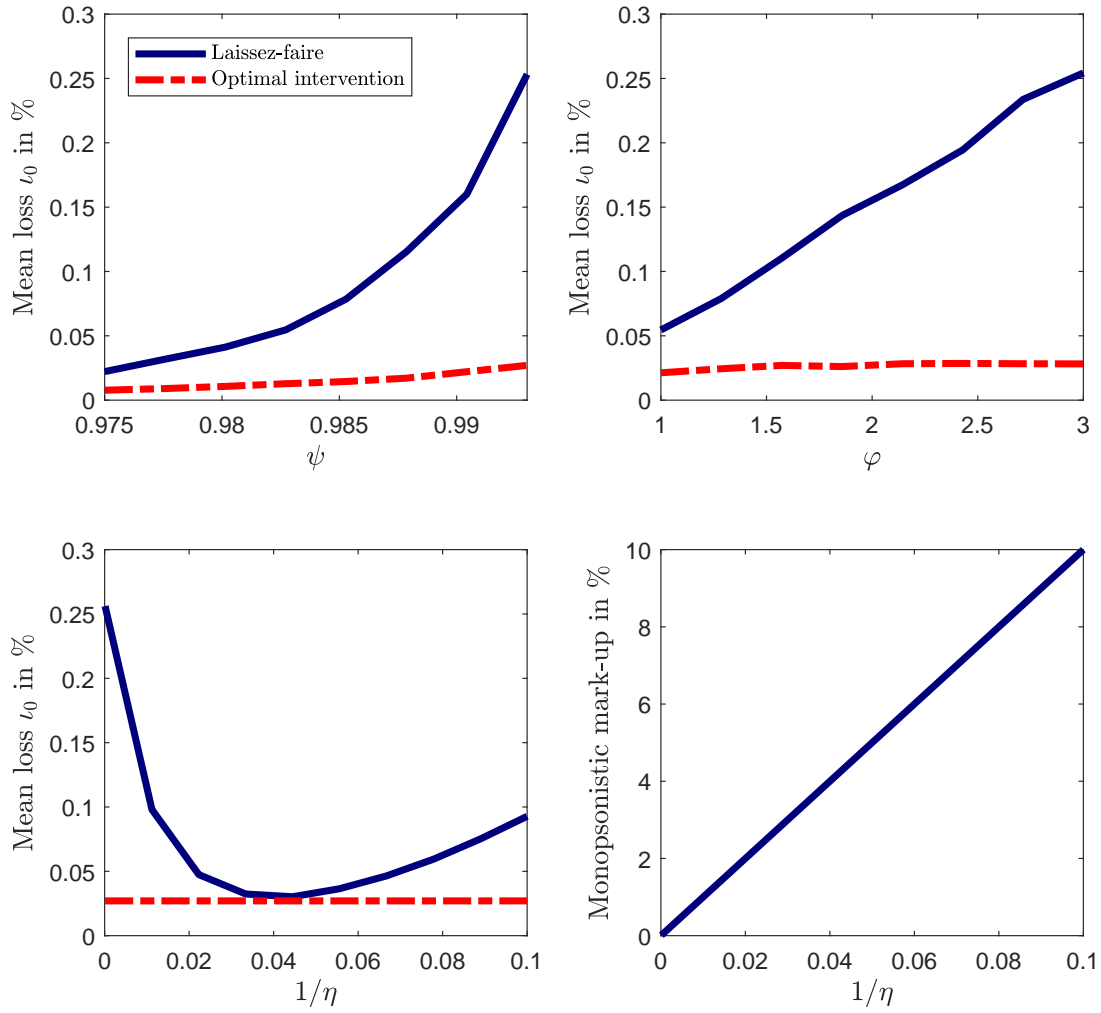 0.3
0.25
0.2
0.15
0.1
0.05
0
Mean loss ι₀ in %
Laissez-faire
Optimal intervention
0.975 0.98 0.985 0.99
ψ
0.3
0.25
0.2
0.15
0.1
0.05
0
Mean loss ι₀ in %
1 1.5 2 2.5 3
φ
0.3
0.25
0.2
0.15
0.1
0.05
0
Mean loss ι₀ in %
0 0.02 0.04 0.06 0.08 0.1
1/η
10
8
6
4
2
0
Monopsonistic mark-up in %
0 0.02 0.04 0.06 0.08 0.1
1/η